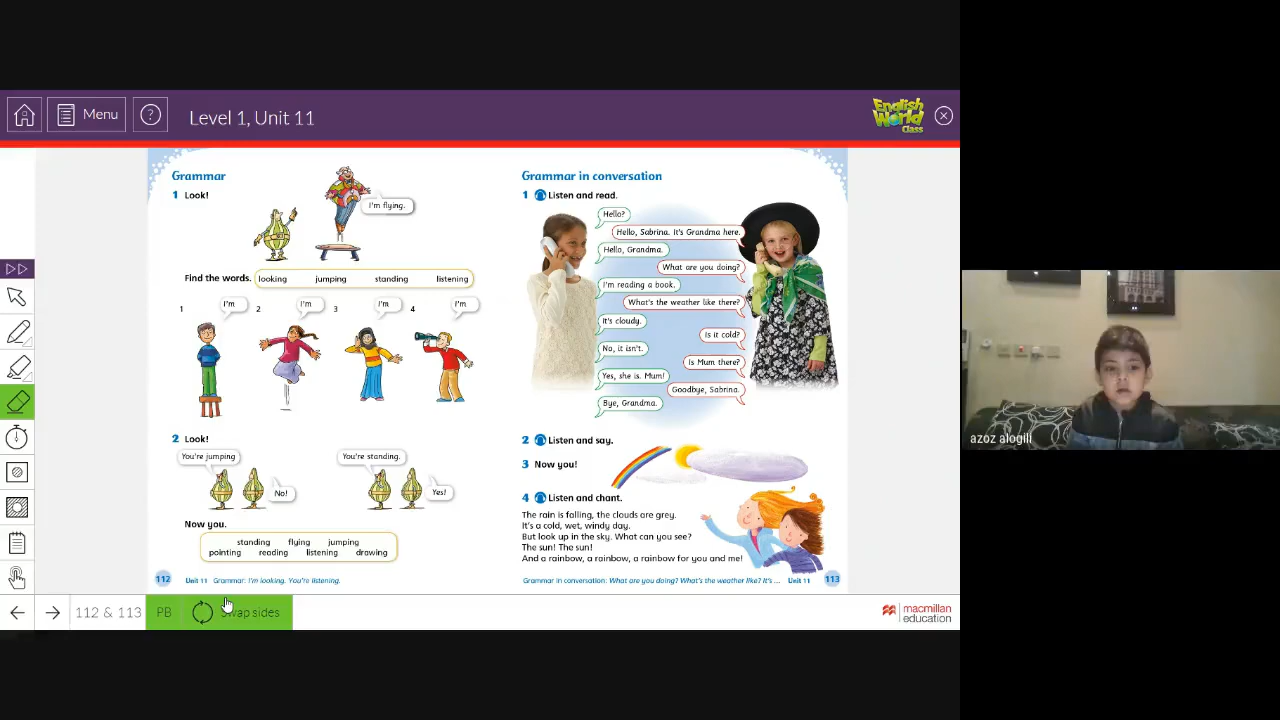 Menu
?
Level 1, Unit 11
English
World
Class
Grammar
1 Look!
I'm flying.
Find the words. looking jumping standing listening
1 I'm 2 I'm 3 I'm 4 I'm
2 Look!
You're jumping
No!
You're standing.
Yes!
Now you.
standing flying jumping
pointing reading listening drawing
112 Unit 11 Grammar: I'm looking. You're listening.
Grammar in conversation
1 Listen and read.
Hello?
Hello, Sabrina. It's Grandma here.
Hello, Grandma.
What are you doing?
I'm reading a book.
What's the weather like there?
It's cloudy.
Is it cold?
No, it isn't.
Is Mum there?
Yes, she is. Mum!
Goodbye, Sabrina.
Bye, Grandma.
2 Listen and say.
3 Now you!
4 Listen and chant.
The rain is falling, the clouds are grey.
It's a cold, wet, windy day.
But look up in the sky. What can you see?
The sun! The sun!
And a rainbow, a rainbow, a rainbow for you and me!
Grammar in conversation: What are you doing? What's the weather like? It's ... Unit 11 113
112 & 113 PB Swap sides
macmillan
education
azoz alogili